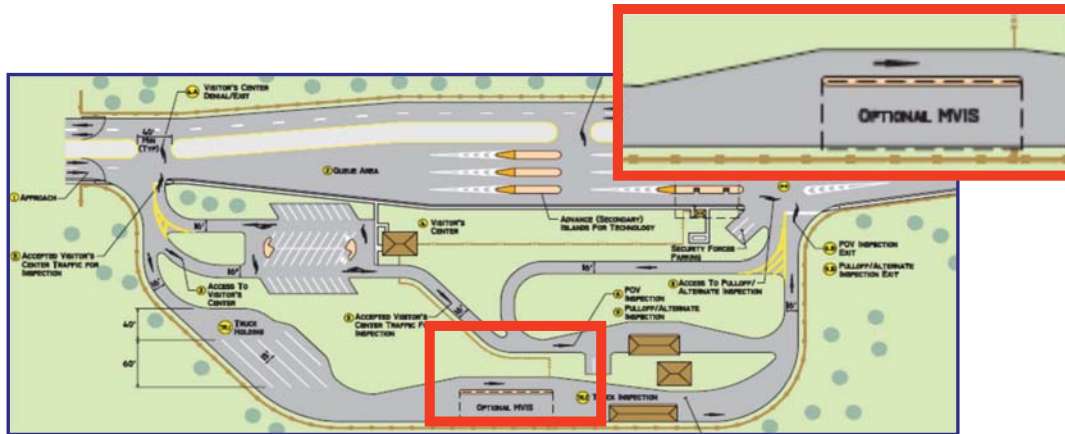 OPTIONAL MVIS
VISITOR'S CENTER
DENIAL/EXIT
40'
MIN
(TYP)
QUEUE AREA
APPROACH
ACCEPTED VISITOR'S
CENTER TRAFFIC FOR
INSPECTION
16'
VISITOR'S
CENTER
ADVANCE (SECONDARY)
ISLANDS FOR TECHNOLOGY
SECURITY FORCES
PARKING
POV INSPECTION
EXIT
PULLOFF/ALTERNATE
INSPECTION EXIT
16'
16'
ACCESS TO
VISITOR'S
CENTER
ACCESS TO PULLOFF/
ALTERNATE INSPECTION
POV
INSPECTION
PULLOFF/ALTERNATE
INSPECTION
ACCEPTED VISITOR'S
CENTER TRAFFIC FOR
INSPECTION
TRUCK
HOLDING
40'
60'
TRUCK INSPECTION
OPTIONAL MVIS